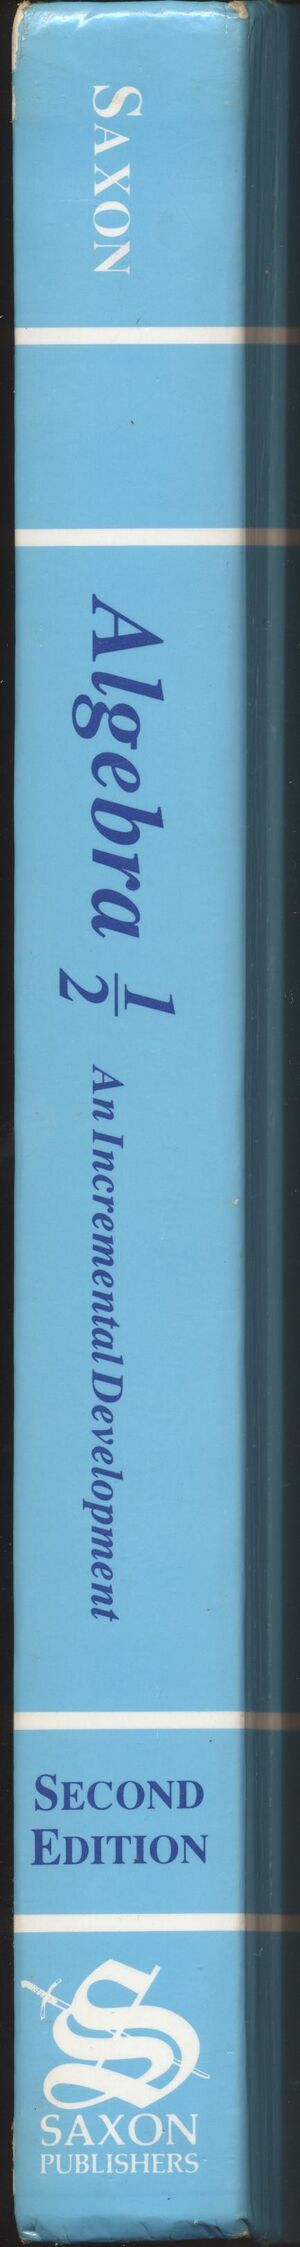 SAXON
Algebra 1/2 An Incremental Development
SECOND
EDITION
S
SAXON
PUBLISHERS